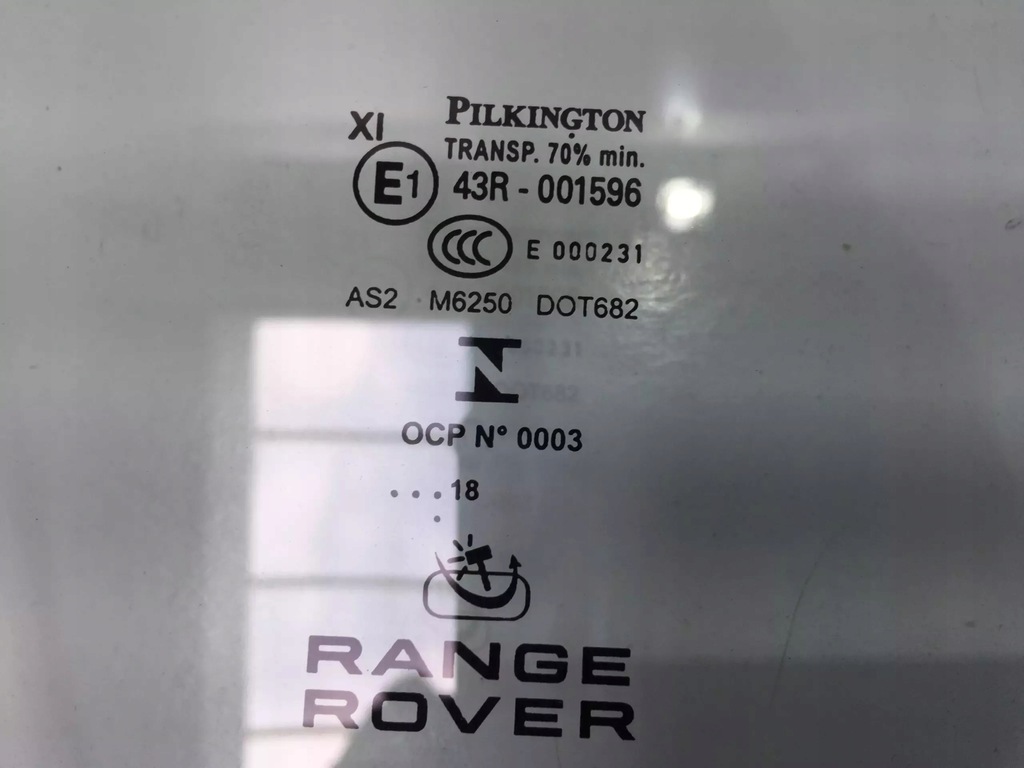 PILKINGTON
XI
TRANSP. 70% min.
E1 43R - 001596
CCC E 000231
AS2 M6250 DOT682
N
OCP N° 0003
. . . 18
.
RANGE
ROVER